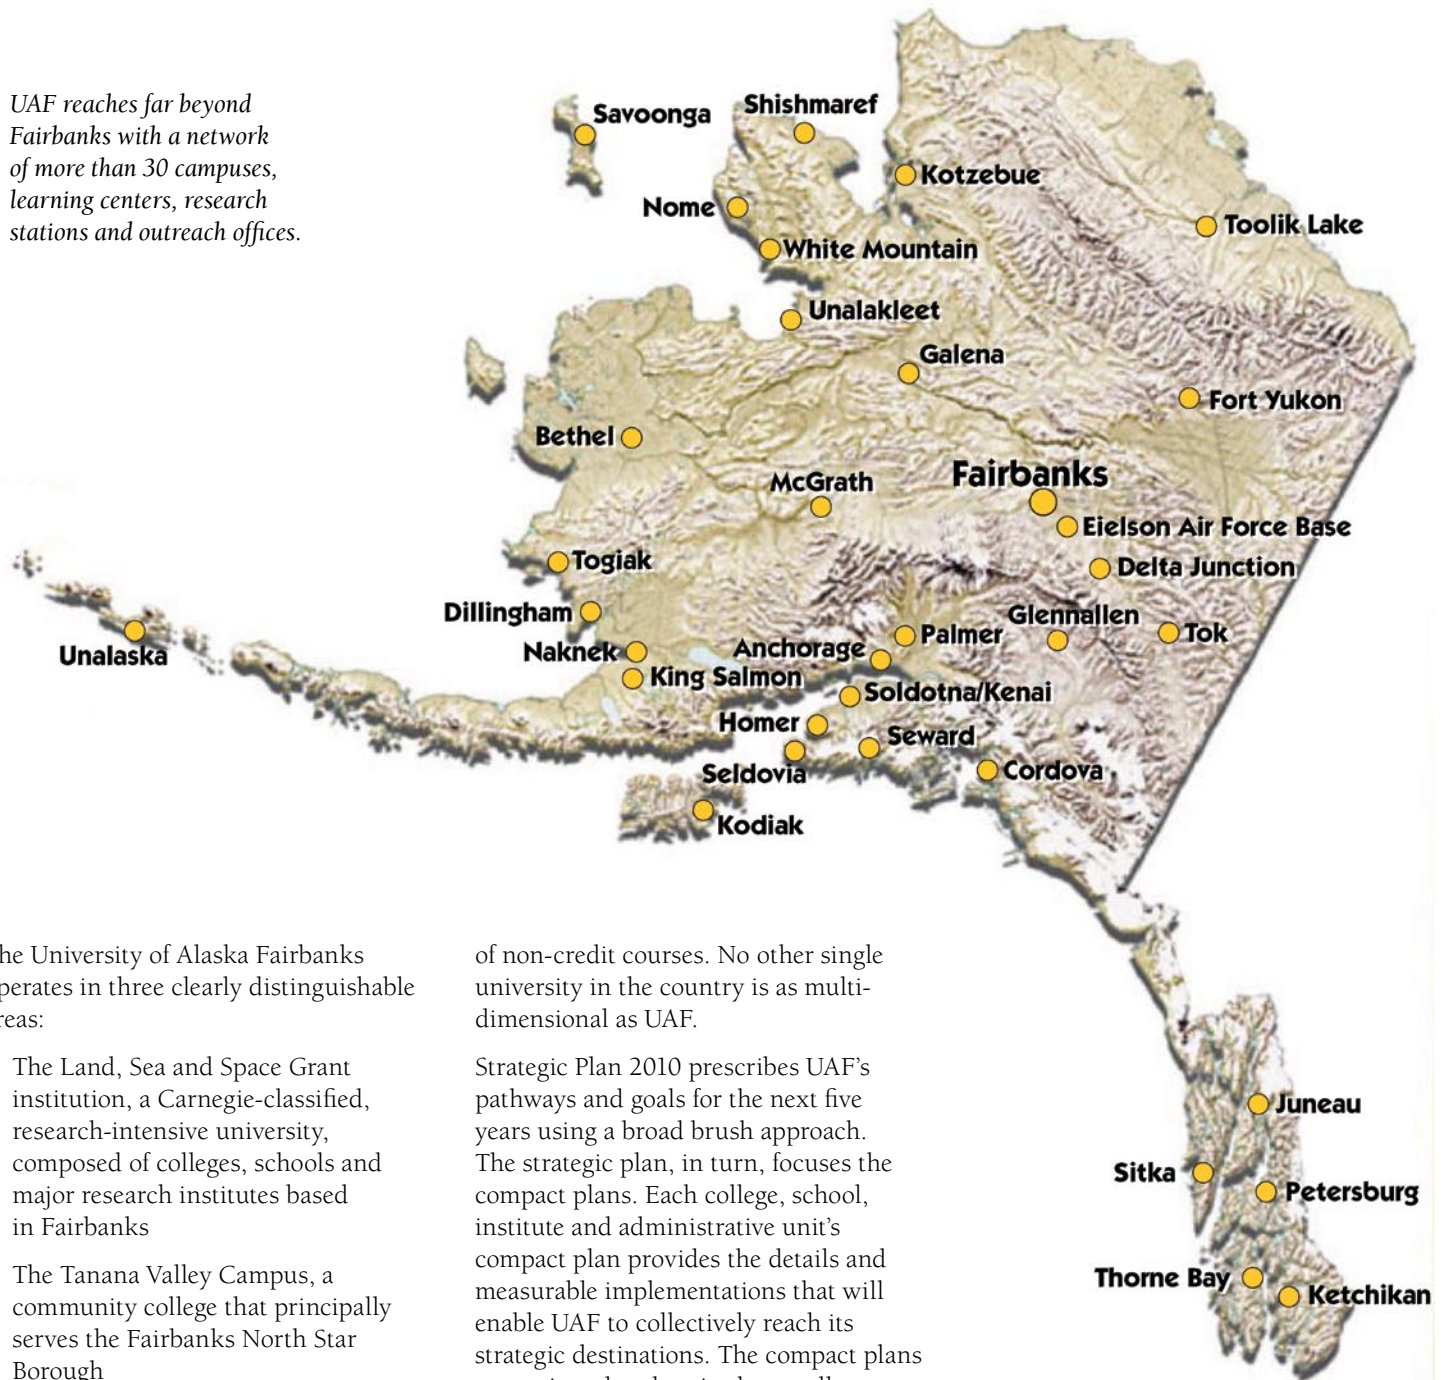 UAF reaches far beyond
Fairbanks with a network
of more than 30 campuses,
learning centers, research
stations and outreach offices.
Savoonga
Shishmaref
Kotzebue
Nome
Toolik Lake
White Mountain
Unalakleet
Galena
Fort Yukon
Bethel
Fairbanks
McGrath
Eielson Air Force Base
Togiak
Delta Junction
Dillingham
Glennallen
Unalaska
Naknek
Anchorage
Palmer
Tok
King Salmon
Soldotna/Kenai
Homer
Seward
Seldovia
Cordova
Kodiak
Juneau
Sitka
Petersburg
Thorne Bay
Ketchikan
he University of Alaska Fairbanks
perates in three clearly distinguishable
reas:
The Land, Sea and Space Grant
institution, a Carnegie-classified,
research-intensive university,
composed of colleges, schools and
major research institutes based
in Fairbanks
The Tanana Valley Campus, a
community college that principally
serves the Fairbanks North Star
Borough
of non-credit courses. No other single
university in the country is as multi-
dimensional as UAF.
Strategic Plan 2010 prescribes UAF's
pathways and goals for the next five
years using a broad brush approach.
The strategic plan, in turn, focuses the
compact plans. Each college, school,
institute and administrative unit's
compact plan provides the details and
measurable implementations that will
enable UAF to collectively reach its
strategic destinations. The compact plans